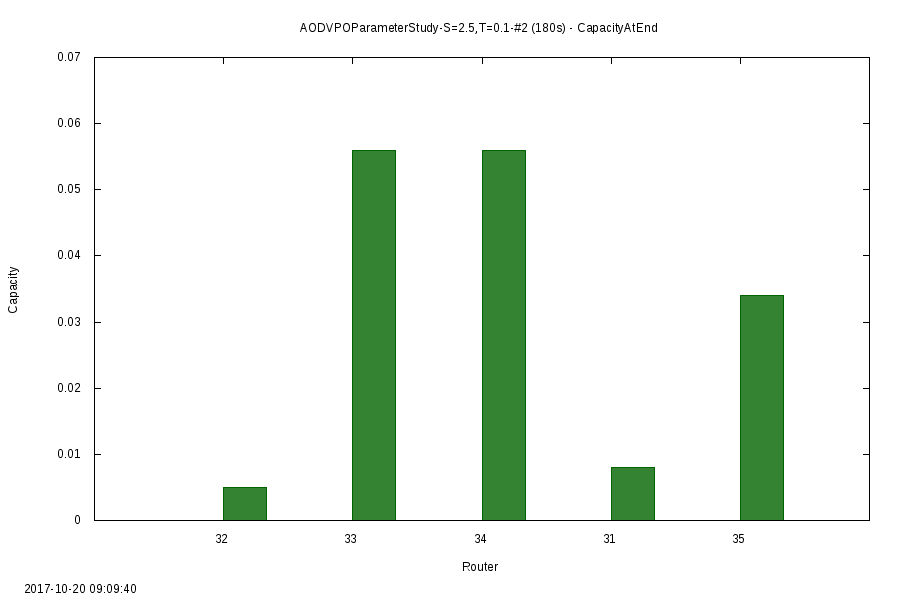 AODVPOParameterStudy-S=2.5,T=0.1-#2 (180s) - CapacityAtEnd
0.07
0.06
0.05
0.04
0.03
0.02
0.01
0
Capacity
32 33 34 31 35
Router
2017-10-20 09:09:40